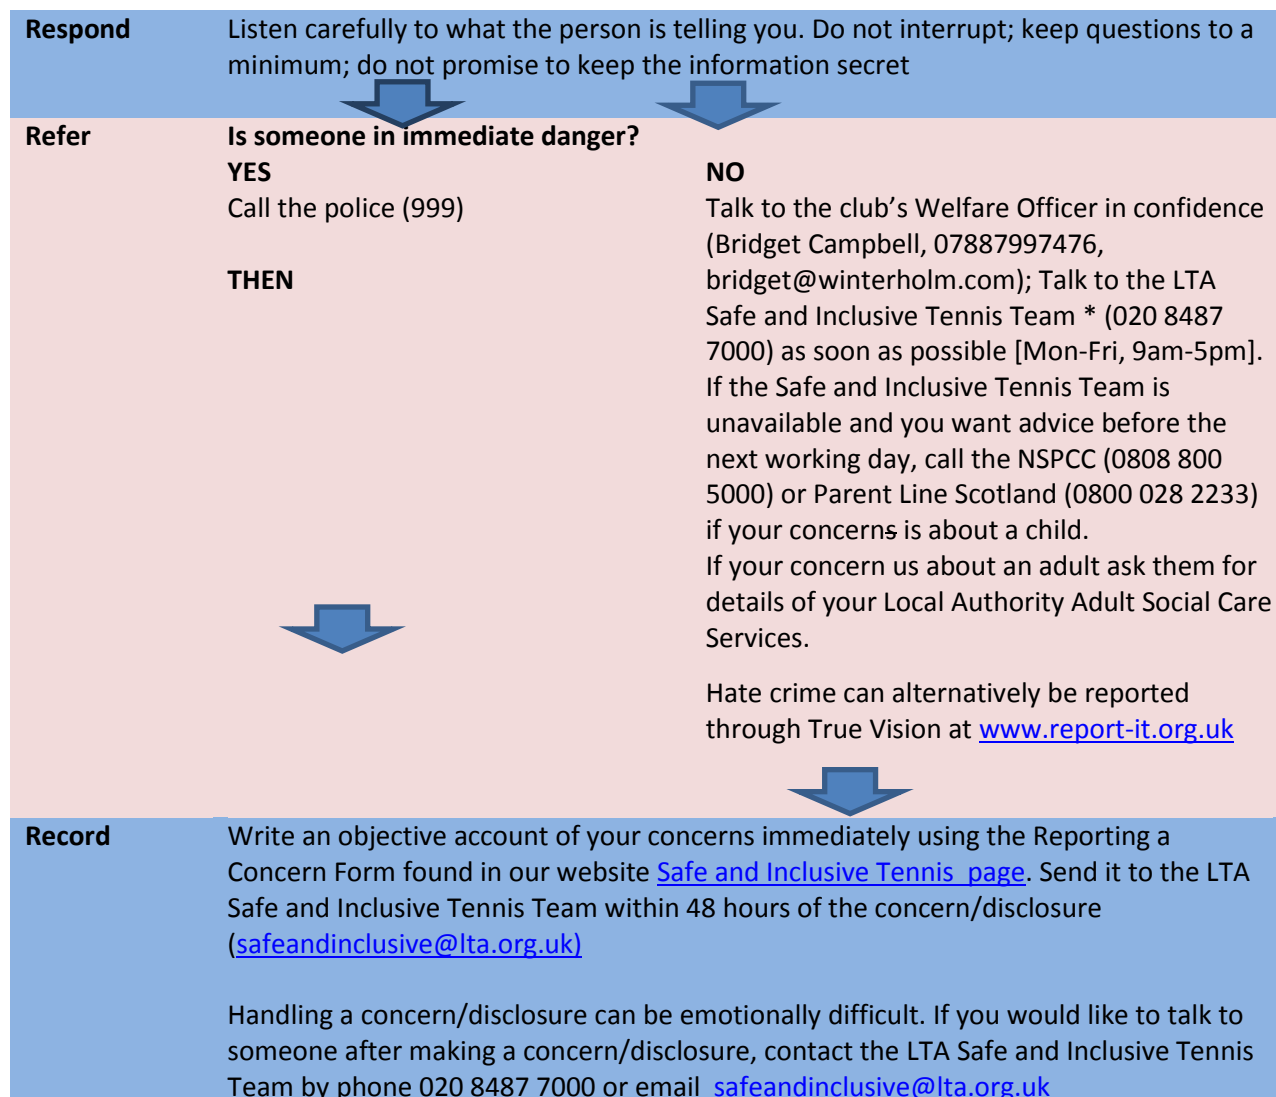 Respond Listen carefully to what the person is telling you. Do not interrupt; keep questions to a
minimum; do not promise to keep the information secret
Refer Is someone in immediate danger?
YES
Call the police (999)
THEN
NO
Talk to the club's Welfare Officer in confidence
(Bridget Campbell, 07887997476,
bridget@winterholm.com); Talk to the LTA
Safe and Inclusive Tennis Team * (020 8487
7000) as soon as possible [Mon-Fri, 9am-5pm].
If the Safe and Inclusive Tennis Team is
unavailable and you want advice before the
next working day, call the NSPCC (0808 800
5000) or Parent Line Scotland (0800 028 2233)
if your concerns is about a child.
If your concern us about an adult ask them for
details of your Local Authority Adult Social Care
Services.
Hate crime can alternatively be reported
through True Vision at www.report-it.org.uk
Record Write an objective account of your concerns immediately using the Reporting a
Concern Form found in our website Safe and Inclusive Tennis page. Send it to the LTA
Safe and Inclusive Tennis Team within 48 hours of the concern/disclosure
(safeandinclusive@lta.org.uk)
Handling a concern/disclosure can be emotionally difficult. If you would like to talk to
someone after making a concern/disclosure, contact the LTA Safe and Inclusive Tennis
Team by phone 020 8487 7000 or email safeandinclusive@lta.org.uk